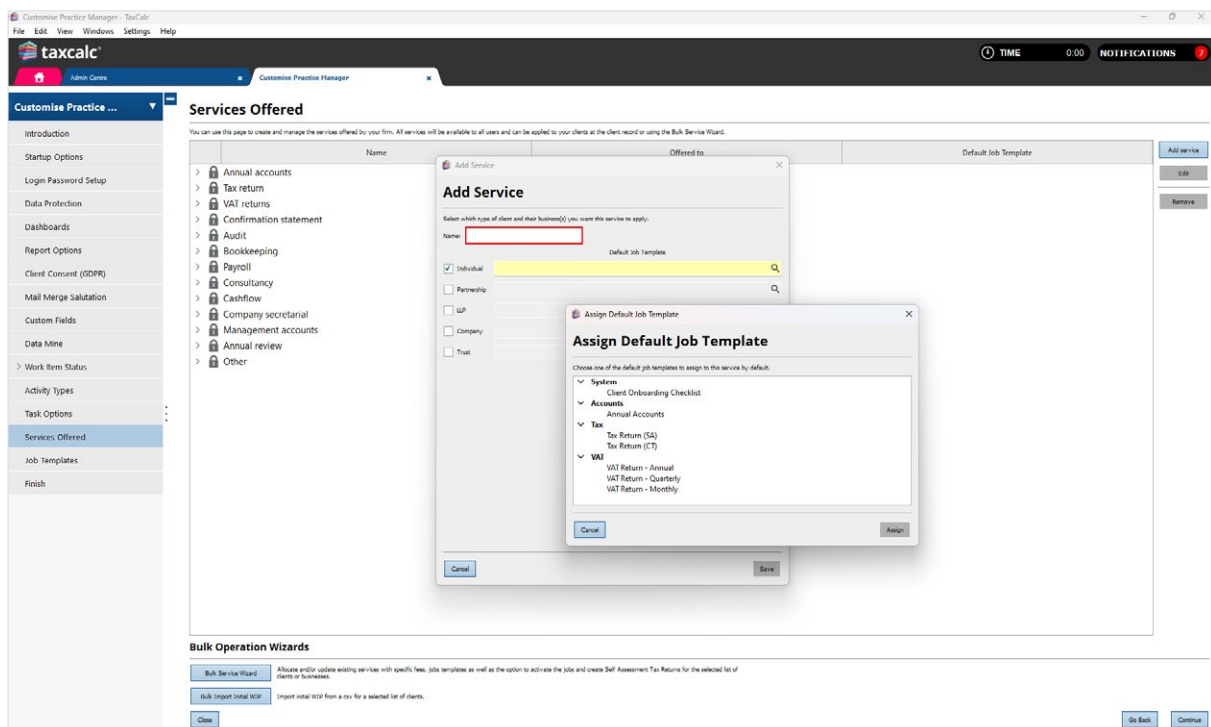 Customise Practice Manager - TaxCalc
File Edit View Windows Settings Help
taxcalc
TIME 0:00 NOTIFICATIONS 7
Admin Centre
Customise Practice Manager
Customise Practice ...
Introduction
Startup Options
Login Password Setup
Data Protection
Dashboards
Report Options
Client Consent (GDPR)
Mail Merge Salutation
Custom Fields
Data Mine
Work Item Status
Activity Types
Task Options
Services Offered
Job Templates
Finish
Services Offered
You can use this page to create and manage the services offered by your firm. All services will be available to all users and can be applied to your clients at the client record or using the Bulk Service Wizard.
Name Offered to Default Job Template
Annual accounts
Tax return
VAT returns
Confirmation statement
Audit
Bookkeeping
Payroll
Consultancy
Cashflow
Company secretarial
Management accounts
Annual review
Other
Add service
Edit
Remove
Add Service
Add Service
Select which type of client and their business(s) you want this service to apply.
Name:
Default Job Template
Individual
Partnership
LLP
Company
Trust
Cancel Save
Assign Default Job Template
Assign Default Job Template
Choose one of the default job templates to assign to this service by default.
System
Client Onboarding Checklist
Accounts
Annual Accounts
Tax
Tax Return (SA)
Tax Return (CT)
VAT
VAT Return - Annual
VAT Return - Quarterly
VAT Return - Monthly
Cancel Assign
Bulk Operation Wizards
Bulk Service Wizard
Allocate and/or update existing services with specific fees, jobs templates as well as the option to activate the jobs and create Self Assessment Tax Returns for the selected list of
clients or businesses.
Bulk Import Initial WIP
Import initial WIP from a csv for a selected list of clients.
Close Go Back Continue